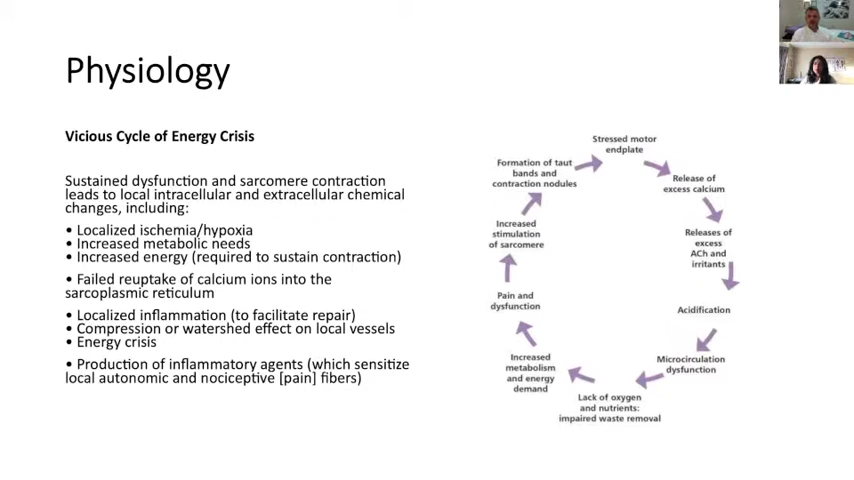 Physiology
Vicious Cycle of Energy Crisis
Sustained dysfunction and sarcomere contraction
leads to local intracellular and extracellular chemical
changes, including:
• Localized ischemia/hypoxia
• Increased metabolic needs
• Increased energy (required to sustain contraction)
• Failed reuptake of calcium ions into the
sarcoplasmic reticulum
• Localized inflammation (to facilitate repair)
• Compression or watershed effect on local vessels
• Energy crisis
• Production of inflammatory agents (which sensitize
local autonomic and nociceptive [pain] fibers)
Stressed motor
endplate
Release of
excess calcium
Releases of
excess
ACh and
irritants
Acidification
Microcirculation
dysfunction
Lack of oxygen
and nutrients:
impaired waste removal
Increased
metabolism
and energy
demand
Pain and
dysfunction
Increased
stimulation
of sarcomere
Formation of taut
bands and
contraction nodules